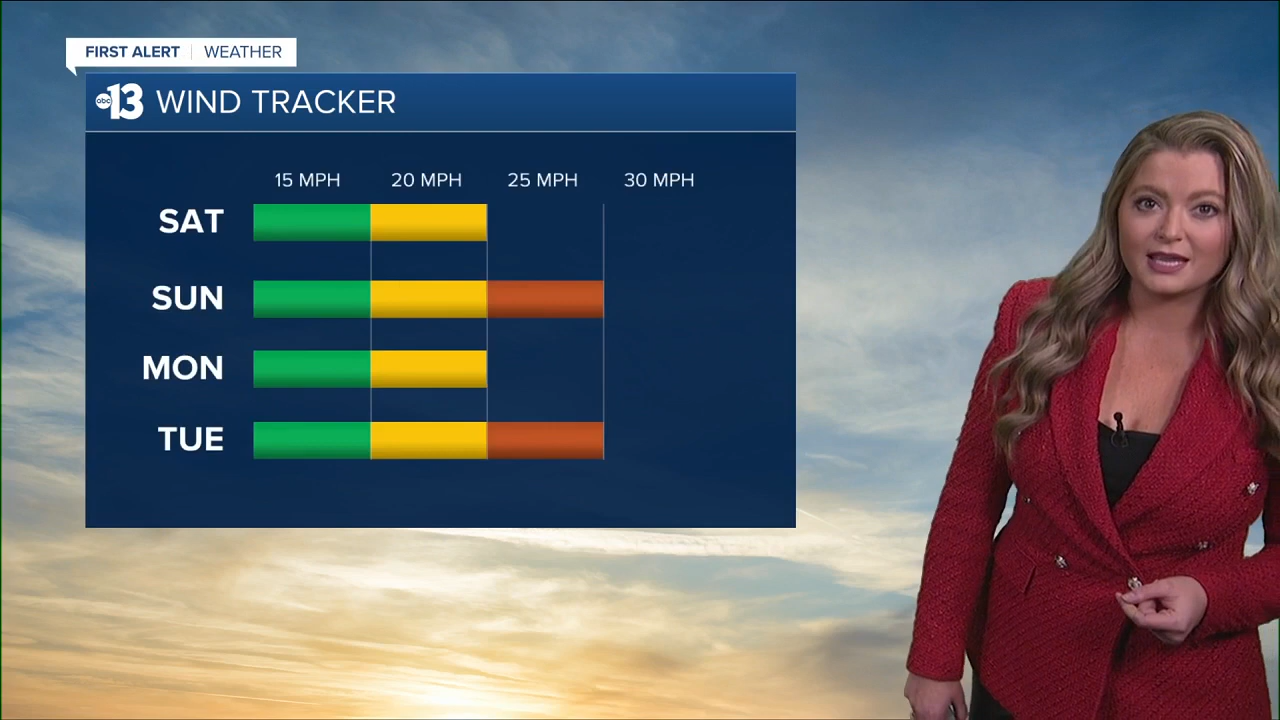 FIRST ALERT WEATHER
abc 13 WIND TRACKER
15 MPH 20 MPH 25 MPH 30 MPH
SAT
SUN
MON
TUE